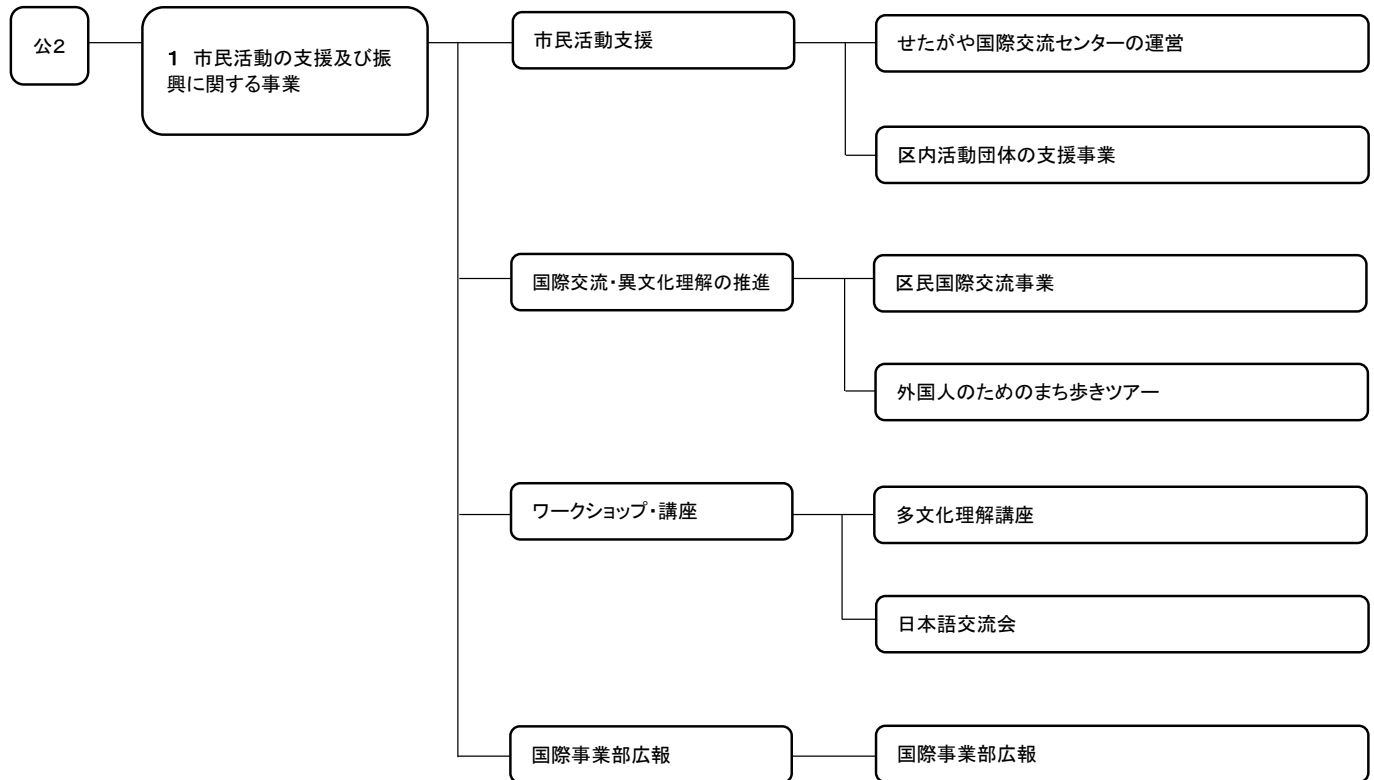 公2
1 市民活動の支援及び振
興に関する事業
市民活動支援
せたがや国際交流センターの運営
区内活動団体の支援事業
国際交流・異文化理解の推進
区民国際交流事業
外国人のためのまち歩きツアー
ワークショップ・講座
多文化理解講座
日本語交流会
国際事業部広報
国際事業部広報